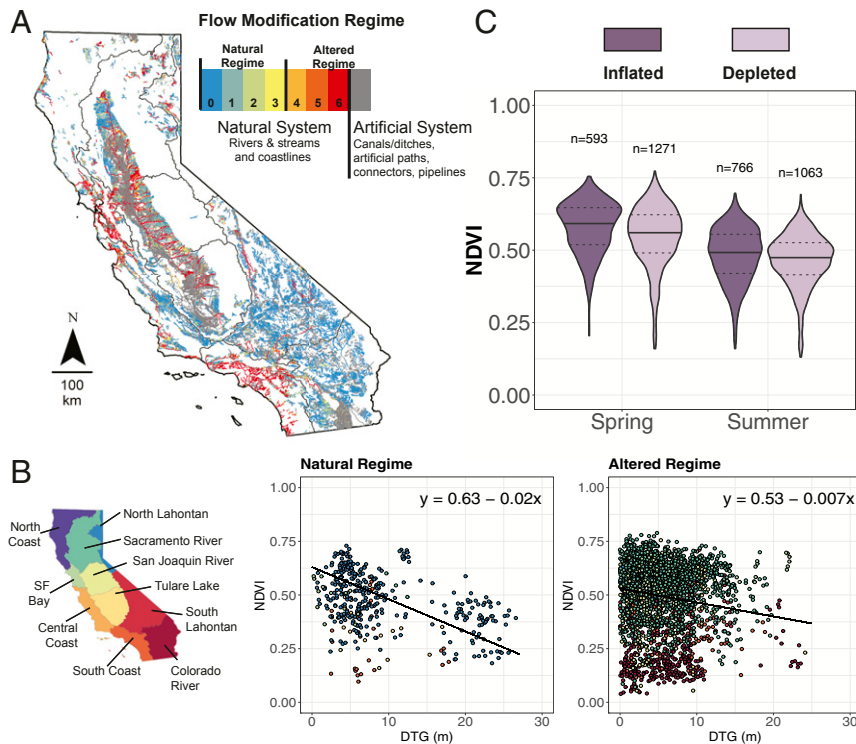 A
Flow Modification Regime
Natural
Regime
Altered
Regime
0 1 2 3 4 5 6
Natural System
Rivers & streams
and coastlines
Artificial System
Canals/ditches,
artificial paths,
connectors, pipelines
N
100
km
C
Inflated
Depleted
1.00
0.75
0.50
0.25
0.00
NDVI
n=593
n=1271
n=766
n=1063
Spring
Summer
B
North
Coast
North Lahontan
Sacramento River
San Joaquin River
SF
Bay
Tulare Lake
Central
Coast
South
Lahontan
South Coast
Colorado
River
Natural Regime
y = 0.63 − 0.02x
1.00
0.75
0.50
0.25
0.00
NDVI
0 10 20 30
DTG (m)
Altered Regime
y = 0.53 − 0.007x
1.00
0.75
0.50
0.25
0.00
NDVI
0 10 20 30
DTG (m)